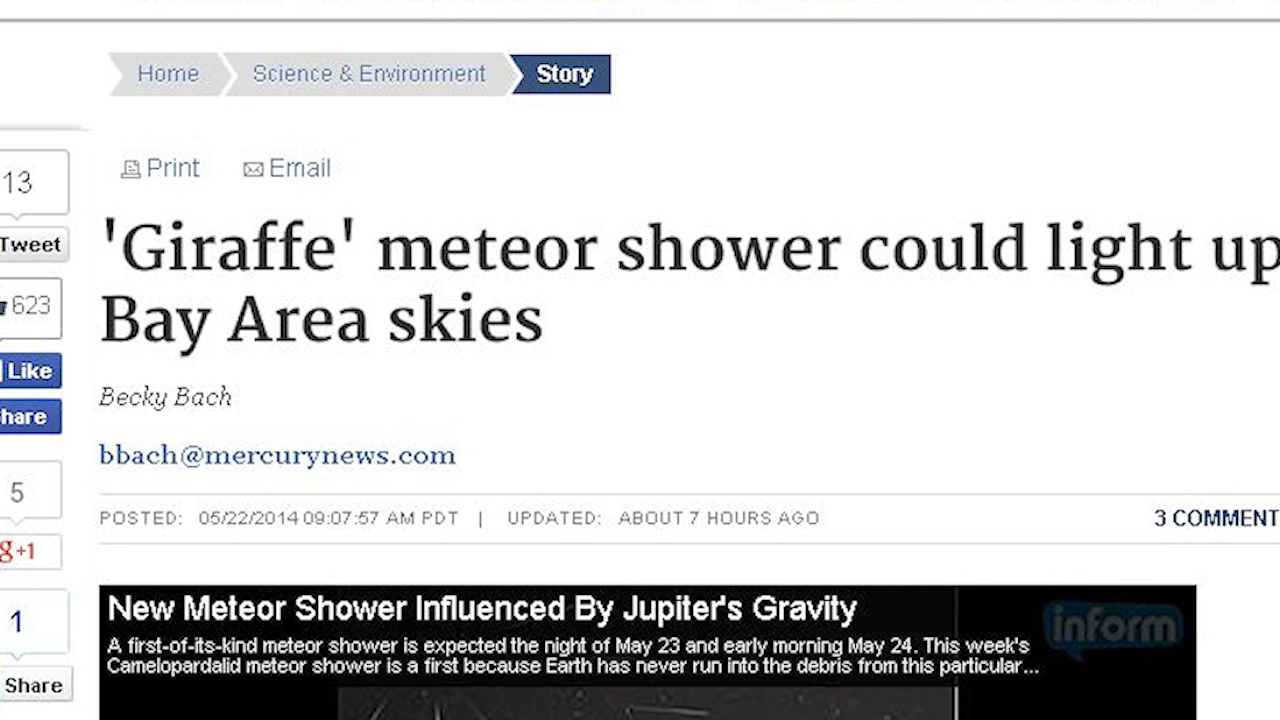 Home Science & Environment Story
Print Email
13
Tweet
'Giraffe' meteor shower could light up
Bay Area skies
623
Like
Becky Bach
hare
bbach@mercurynews.com
5
POSTED: 05/22/2014 09:07:57 AM PDT | UPDATED: ABOUT 7 HOURS AGO
3 COMMENT
g+1
1
Share
New Meteor Shower Influenced By Jupiter's Gravity
inform
A first-of-its-kind meteor shower is expected the night of May 23 and early morning May 24. This week's
Camelopardalid meteor shower is a first because Earth has never run into the debris from this particular...